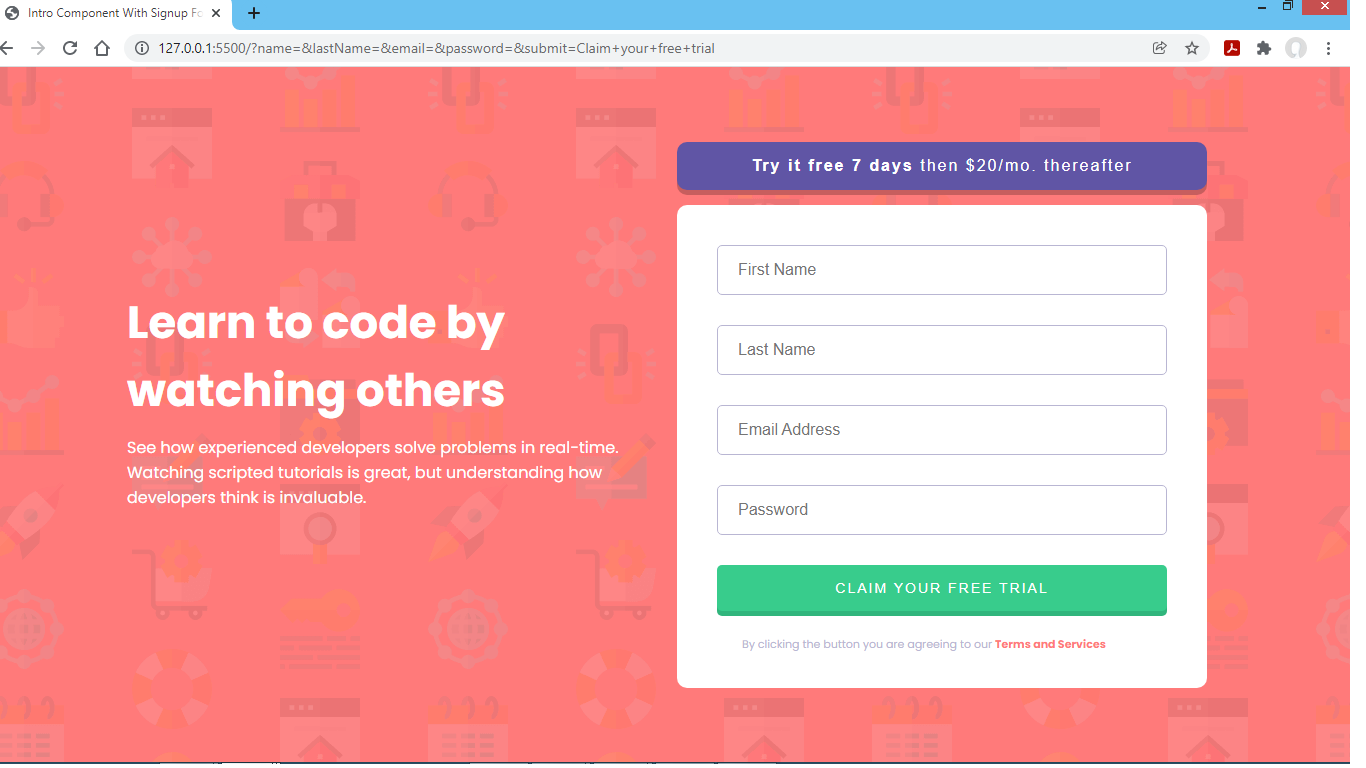 Intro Component With Signup Fo
127.0.0.1:5500/?name=&lastName=&email=&password=&submit=Claim+your+free+trial
Try it free 7 days then $20/mo. thereafter
Learn to code by
watching others
See how experienced developers solve problems in real-time.
Watching scripted tutorials is great, but understanding how
developers think is invaluable.
First Name
Last Name
Email Address
Password
CLAIM YOUR FREE TRIAL
By clicking the button you are agreeing to our Terms and Services